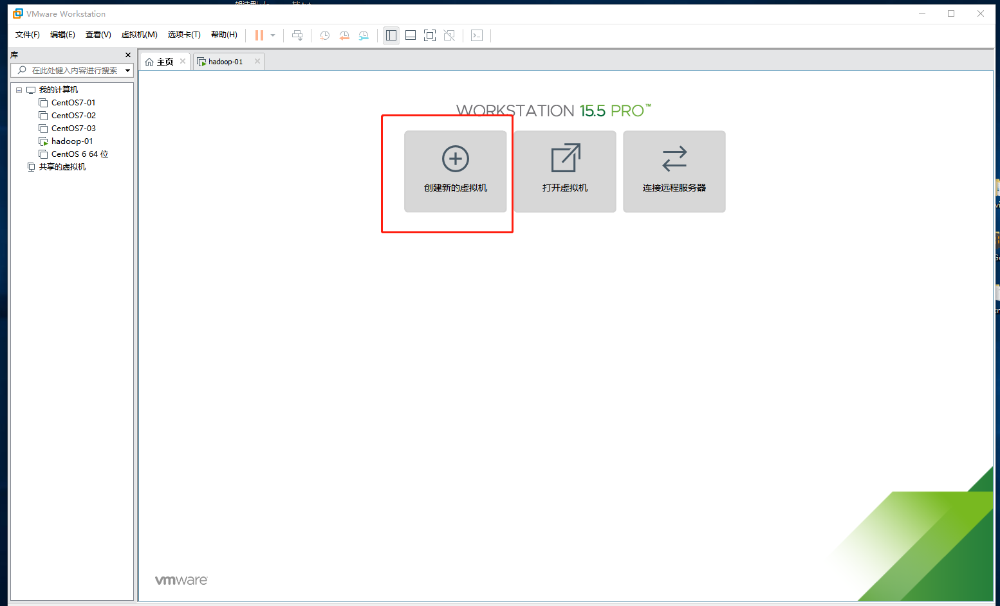 VMware Workstation
文件(F) 编辑(E) 查看(V) 虚拟机(M) 选项卡(T) 帮助(H)
库
在此处键入内容进行搜索
我的计算机
CentOS7-01
CentOS7-02
CentOS7-03
hadoop-01
CentOS 6 64 位
共享的虚拟机
主页
hadoop-01
WORKSTATION 15.5 PRO™
创建新的虚拟机
打开虚拟机
连接远程服务器
vmware